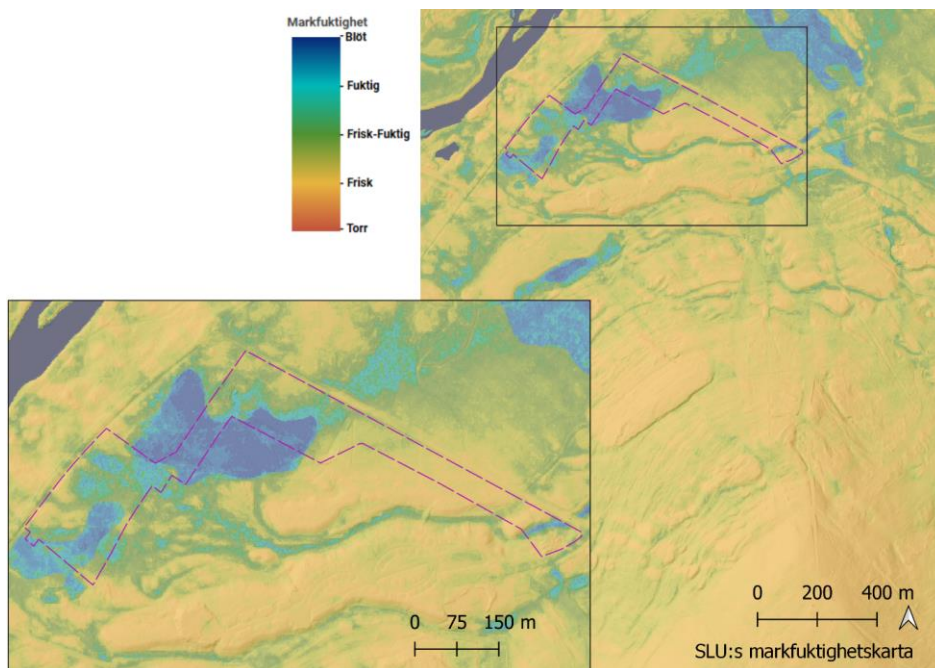 Markfuktighet
Blöt
Fuktig
Frisk-Fuktig
Frisk
Torr
0 75 150 m
0 200 400 m
SLU:s markfuktighetskarta